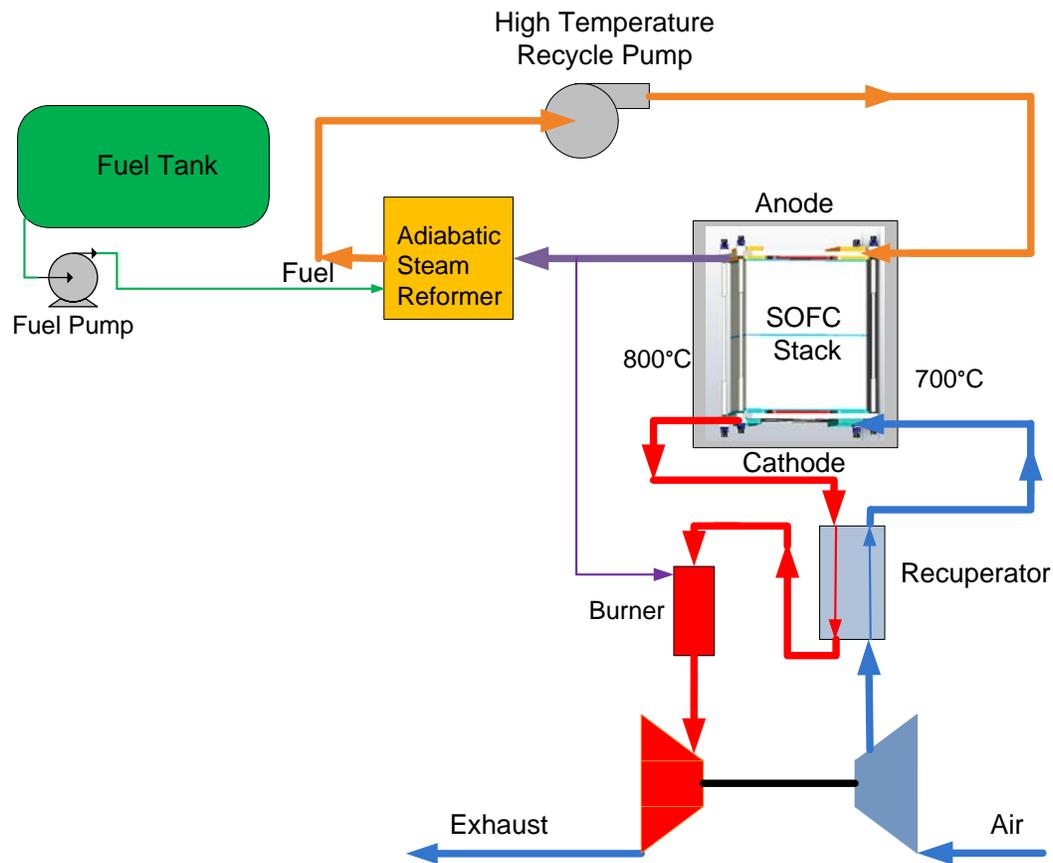 High Temperature
Recycle Pump
Fuel Tank
Anode
Adiabatic
Steam
Reformer
Fuel
Fuel Pump
SOFC
Stack
800°C
700°C
Cathode
Recuperator
Burner
Exhaust
Air